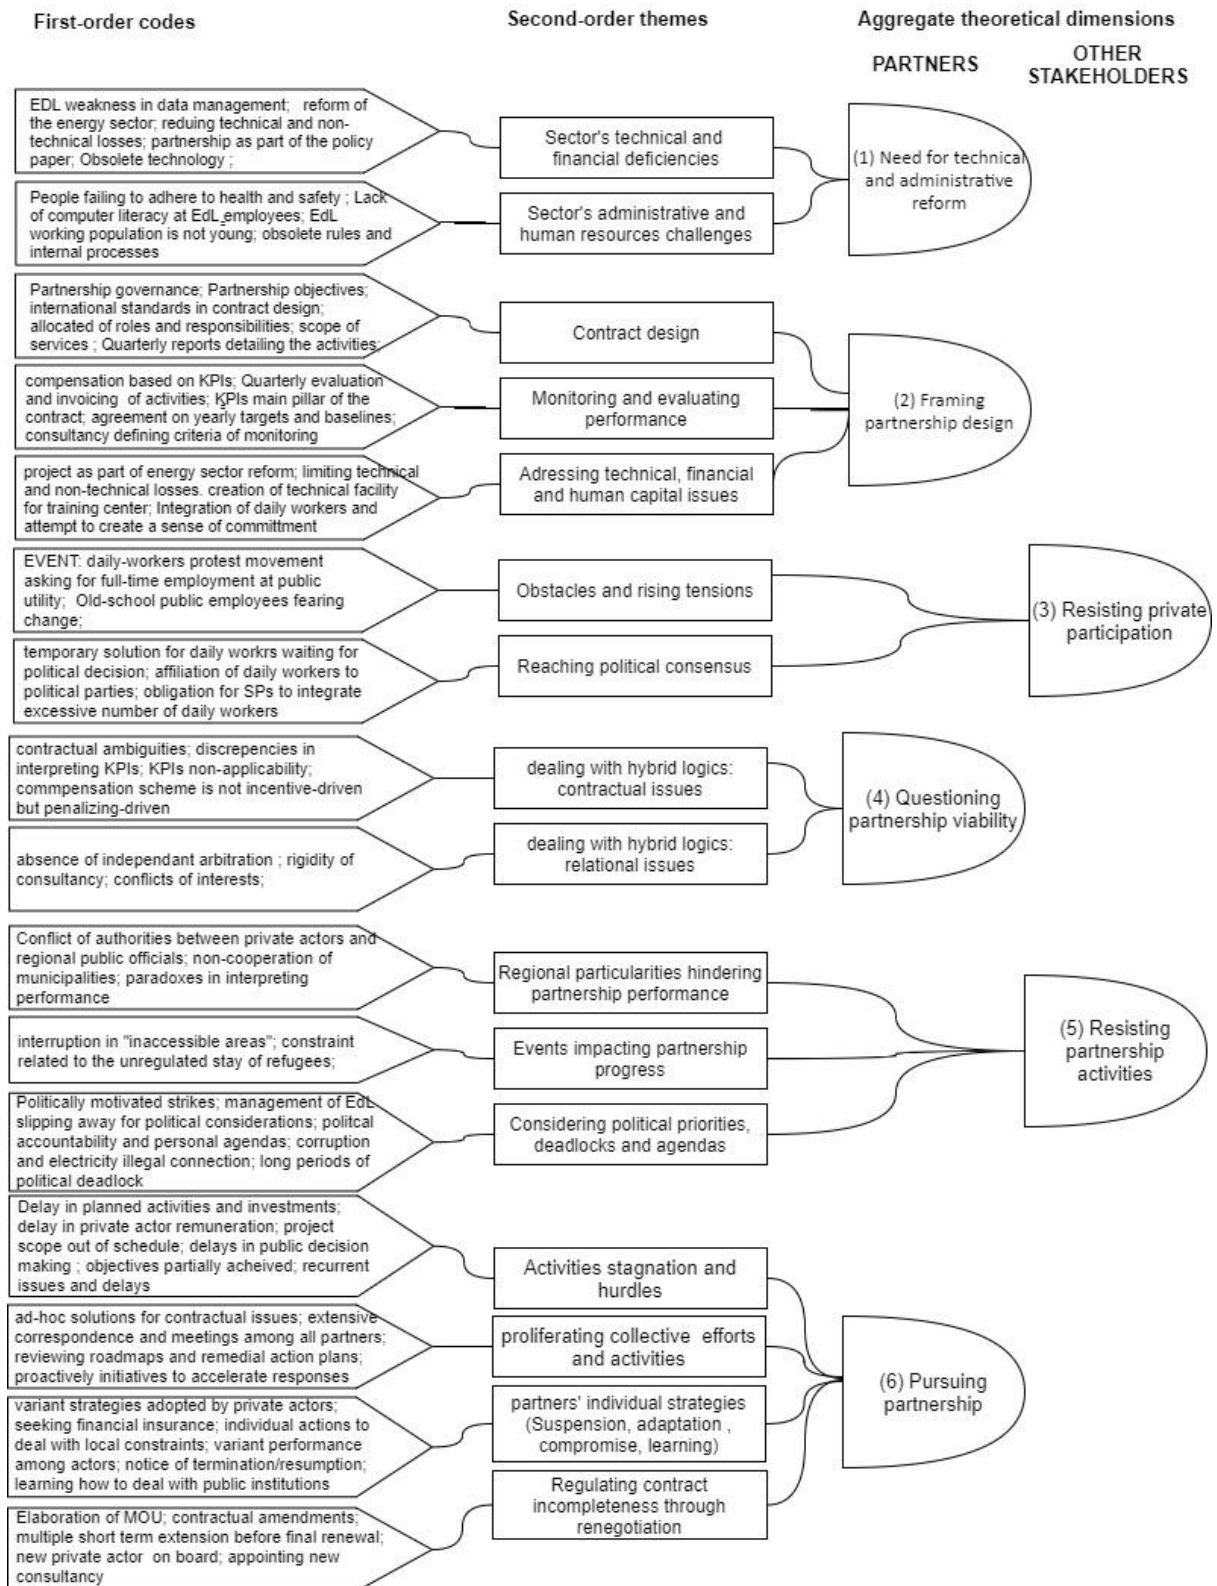 First-order codes
Second-order themes
Aggregate theoretical dimensions
PARTNERS
OTHER
STAKEHOLDERS
EDL weakness in data management; reform of
the energy sector; reduing technical and non-
technical losses; partnership as part of the policy
paper; Obsolete technology ;
Sector's technical and
financial deficiencies
People failing to adhere to health and safety ; Lack
of computer literacy at EdL employees; EdL
working population is not young; obsolete rules and
internal processes
Sector's administrative and
human resources challenges
(1) Need for technical
and administrative
reform
Partnership governance; Partnership objectives;
international standards in contract design;
allocated of roles and responsibilities; scope of
services ; Quarterly reports detailing the activities;
Contract design
compensation based on KPIs; Quarterly evaluation
and invoicing of activities; KPIs main pillar of the
contract; agreement on yearly targets and baselines;
consultancy defining criteria of monitoring
Monitoring and evaluating
performance
project as part of energy sector reform; limiting technical
and non-technical losses. creation of technical facility
for training center; Integration of daily workers and
attempt to create a sense of committment
Adressing technical, financial
and human capital issues
(2) Framing
partnership design
EVENT: daily-workers protest movement
asking for full-time employment at public
utility; Old-school public employees fearing
change;
Obstacles and rising tensions
temporary solution for daily workrs waiting for
political decision; affiliation of daily workers to
political parties; obligation for SPs to integrate
excessive number of daily workers
Reaching political consensus
(3) Resisting private
participation
contractual ambiguities; discrepencies in
interpreting KPIs; KPIs non-applicability;
commpensation scheme is not incentive-driven
but penalizing-driven
dealing with hybrid logics:
contractual issues
absence of independant arbitration ; rigidity of
consultancy; conflicts of interests;
dealing with hybrid logics:
relational issues
(4) Questioning
partnership viability
Conflict of authorities between private actors and
regional public officials; non-cooperation of
municipalities; paradoxes in interpreting
performance
Regional particularities hindering
partnership performance
interruption in "inaccessible areas"; constraint
related to the unregulated stay of refugees;
Events impacting partnership
progress
Politically motivated strikes; management of EdL
slipping away for political considerations; politcal
accountability and personal agendas; corruption
and electricity illegal connection; long periods of
political deadlock
Considering political priorities,
deadlocks and agendas
(5) Resisting
partnership
activities
Delay in planned activities and investments;
delay in private actor remuneration; project
scope out of schedule; delays in public decision
making ; objectives partially acheived; recurrent
issues and delays
Activities stagnation and
hurdles
ad-hoc solutions for contractual issues; extensive
correspondence and meetings among all partners;
reviewing roadmaps and remedial action plans;
proactively initiatives to accelerate responses
proliferating collective efforts
and activities
variant strategies adopted by private actors;
seeking financial insurance; individual actions to
deal with local constraints; variant performance
among actors; notice of termination/resumption;
learning how to deal with public institutions
partners' individual strategies
(Suspension, adaptation ,
compromise, learning)
Elaboration of MOU; contractual amendments;
multiple short term extension before final renewal;
new private actor on board; appointing new
consultancy
Regulating contract
incompleteness through
renegotiation
(6) Pursuing
partnership